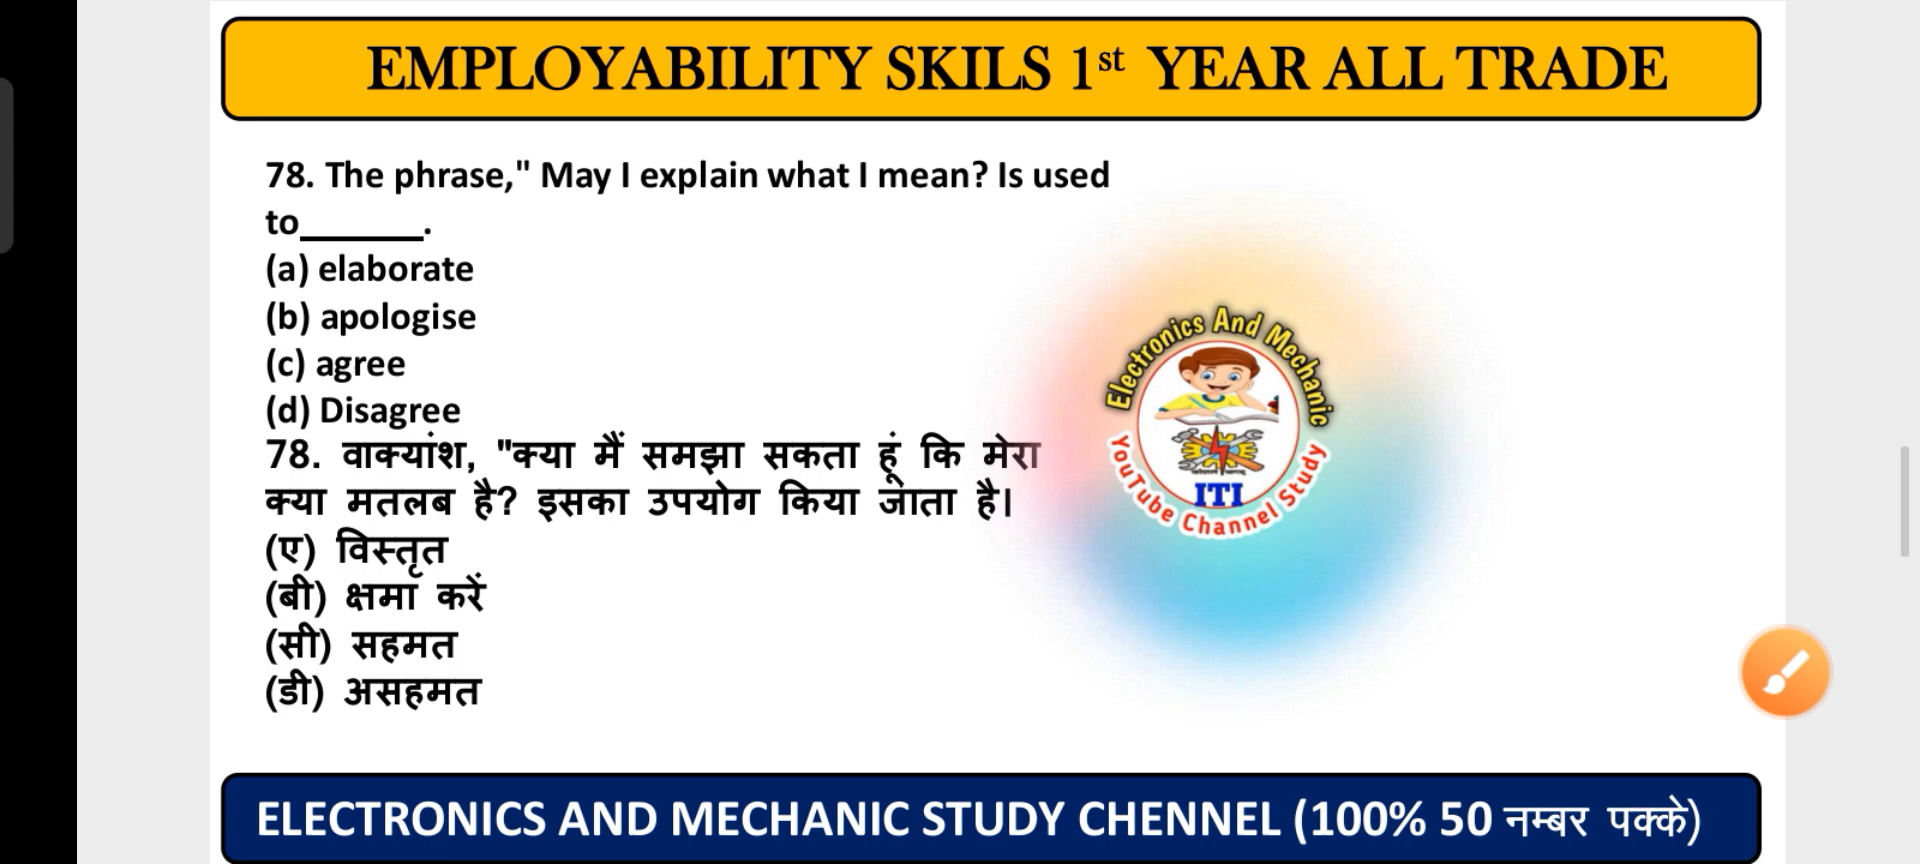 EMPLOYABILITY SKILS 1st YEAR ALL TRADE
78. The phrase," May I explain what I mean? Is used
to______.
(a) elaborate
(b) apologise
(c) agree
(d) Disagree
78. वाक्यांश, "क्या मैं समझा सकता हूं कि मेरा
क्या मतलब है? इसका उपयोग किया जाता है।
(ए) विस्तृत
(बी) क्षमा करें
(सी) सहमत
(डी) असहमत
Electronics And Mechanic
ITI
YouTube Channel Study
ELECTRONICS AND MECHANIC STUDY CHENNEL (100% 50 नम्बर पक्के)